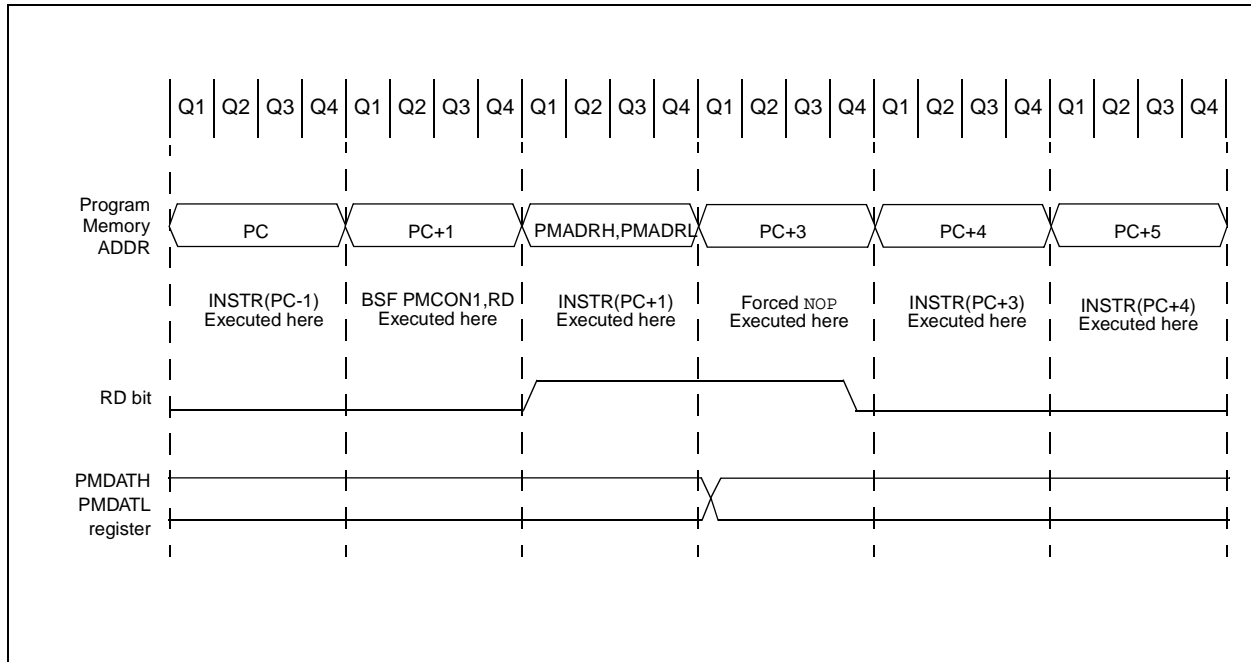 Q1 Q2 Q3 Q4 Q1 Q2 Q3 Q4 Q1 Q2 Q3 Q4 Q1 Q2 Q3 Q4 Q1 Q2 Q3 Q4 Q1 Q2 Q3 Q4
Program
Memory
ADDR
PC
PC+1
PMADRH,PMADRL
PC+3
PC+4
PC+5
INSTR(PC-1)
Executed here
BSF PMCON1,RD
Executed here
INSTR(PC+1)
Executed here
Forced NOP
Executed here
INSTR(PC+3)
Executed here
INSTR(PC+4)
Executed here
RD bit
PMDATH
PMDATL
register